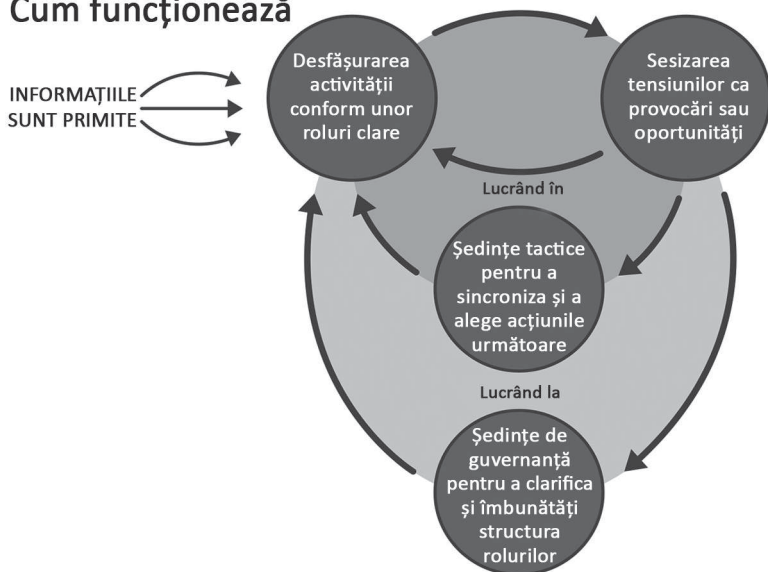 Cum funcționează
INFORMAȚIILE
SUNT PRIMITE
Desfășurarea
activității
conform unor
roluri clare
Sesizarea
tensiunilor ca
provocări sau
oportunități
Lucrând în
Ședințe tactice
pentru a
sincroniza și a
alege acțiunile
următoare
Lucrând la
Ședințe de
guvernanță
pentru a clarifica
și îmbunătăți
structura
rolurilor